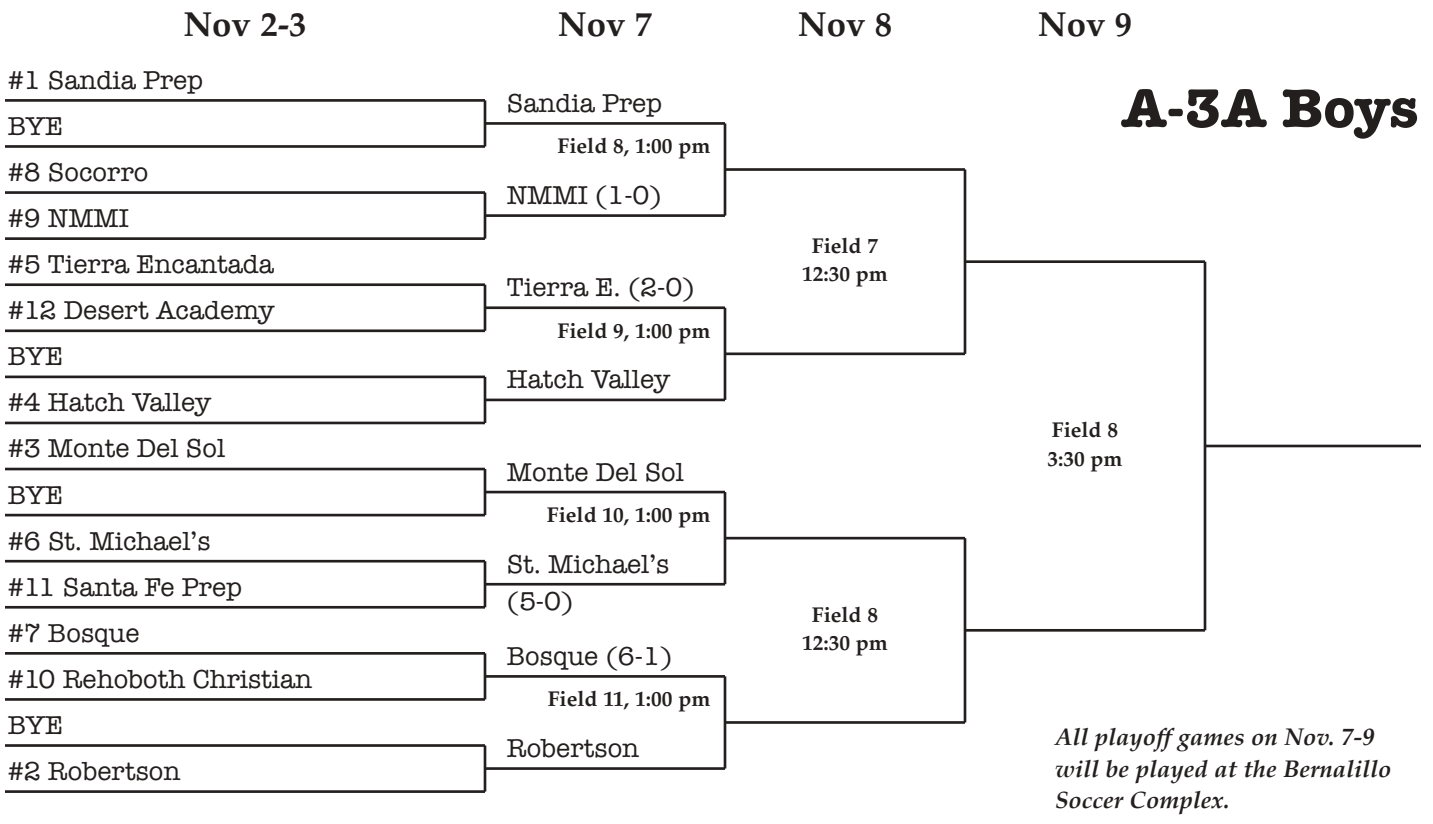 Nov 2-3
Nov 7
Nov 8
Nov 9
A-3A Boys
#1 Sandia Prep
BYE
#8 Socorro
#9 NMMI
#5 Tierra Encantada
#12 Desert Academy
BYE
#4 Hatch Valley
#3 Monte Del Sol
BYE
#6 St. Michael's
#11 Santa Fe Prep
#7 Bosque
#10 Rehoboth Christian
BYE
#2 Robertson
Sandia Prep
Field 8, 1:00 pm
NMMI (1-0)
Tierra E. (2-0)
Field 9, 1:00 pm
Hatch Valley
Monte Del Sol
Field 10, 1:00 pm
St. Michael's
(5-0)
Bosque (6-1)
Field 11, 1:00 pm
Robertson
Field 7
12:30 pm
Field 8
12:30 pm
Field 8
3:30 pm
All playoff games on Nov. 7-9
will be played at the Bernalillo
Soccer Complex.